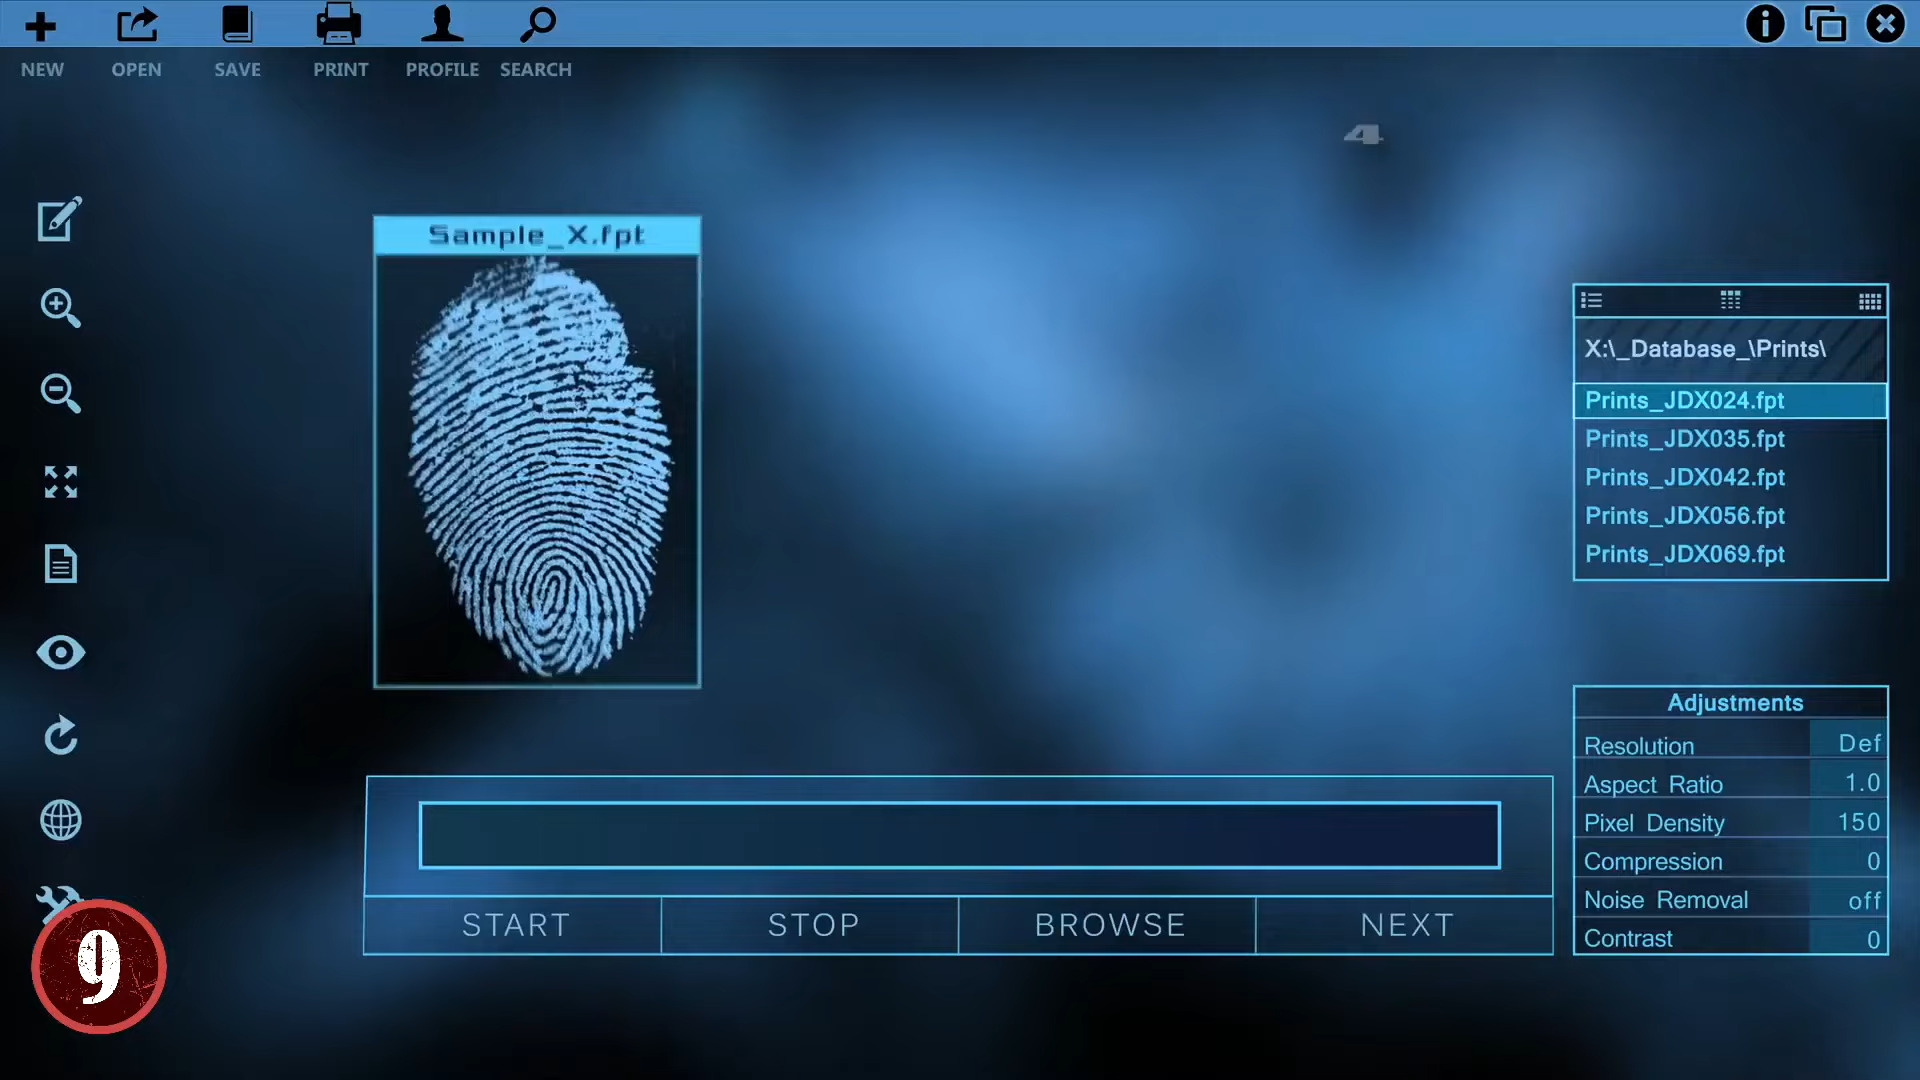 NEW OPEN SAVE PRINT PROFILE SEARCH
Sample_X.fpt
X:\_Database_\Prints\
Prints_JDX024.fpt
Prints_JDX035.fpt
Prints_JDX042.fpt
Prints_JDX056.fpt
Prints_JDX069.fpt
Adjustments
Resolution Def
Aspect Ratio 1.0
Pixel Density 150
Compression 0
Noise Removal off
Contrast 0
START STOP BROWSE NEXT
9